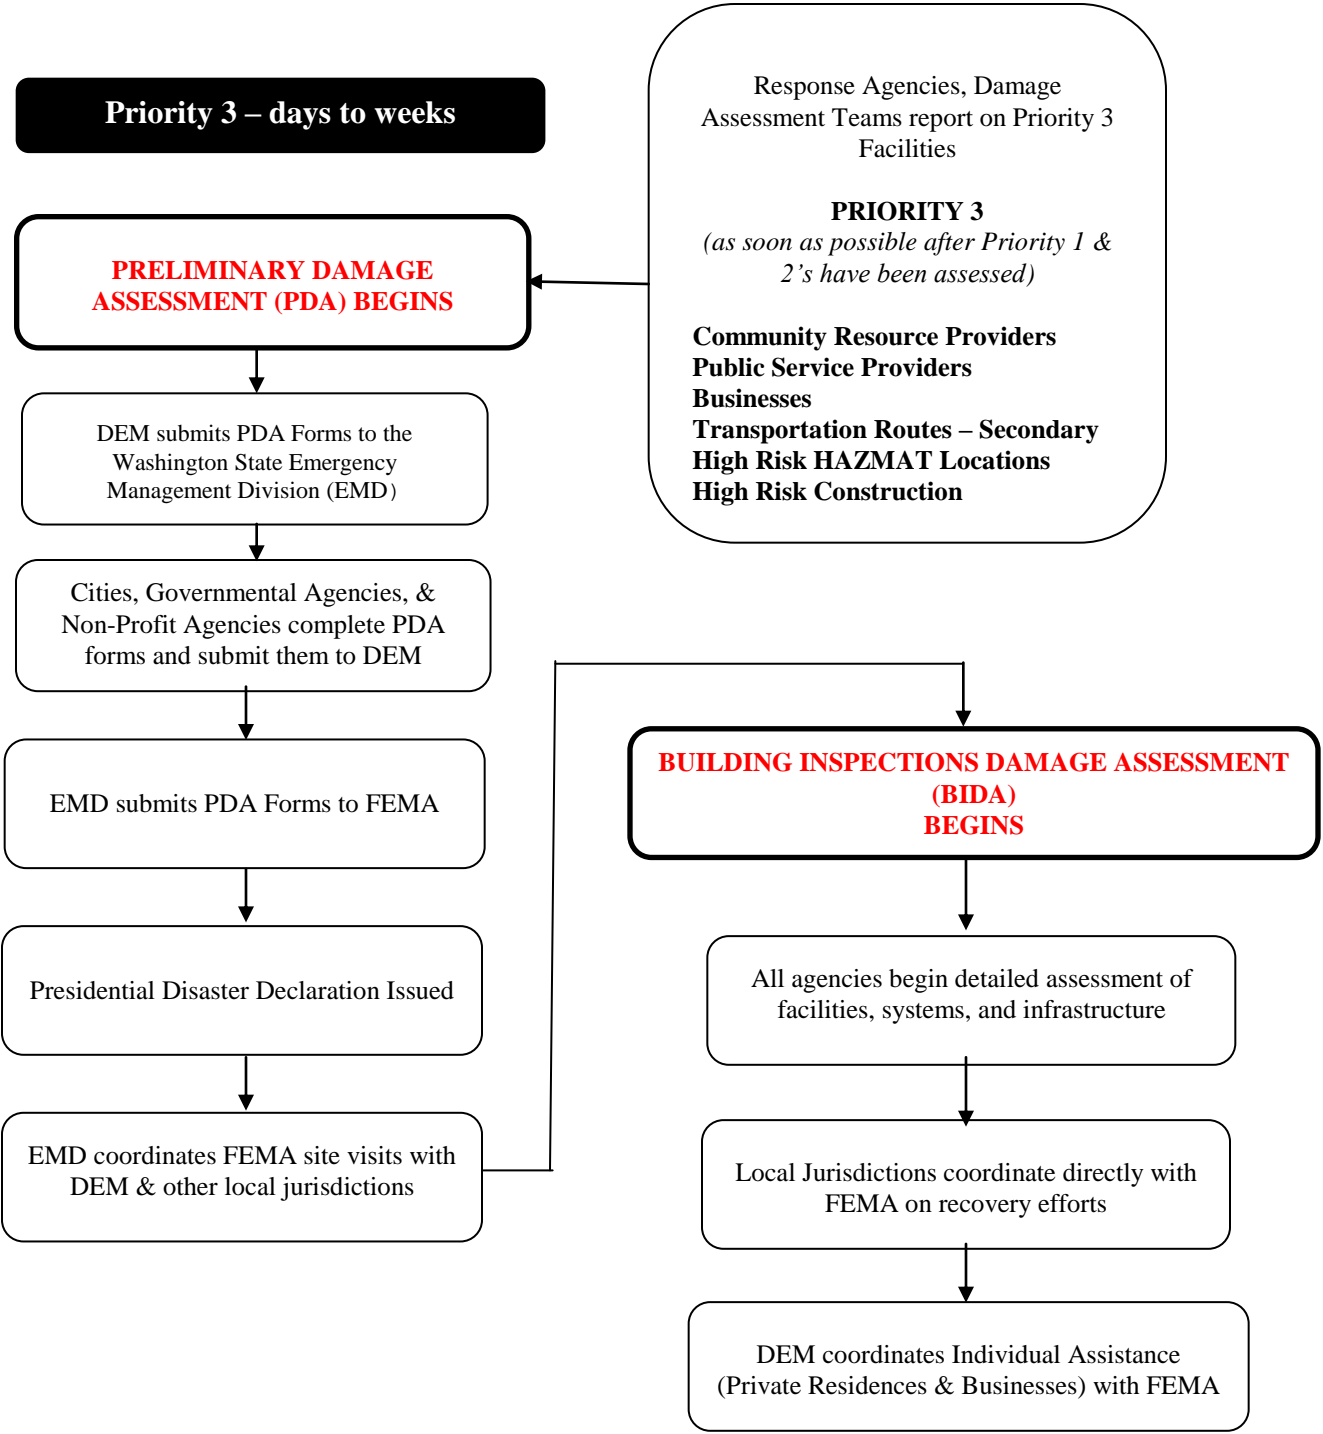 Priority 3 – days to weeks
Response Agencies, Damage
Assessment Teams report on Priority 3
Facilities
PRIORITY 3
(as soon as possible after Priority 1 &
2’s have been assessed)
Community Resource Providers
Public Service Providers
Businesses
Transportation Routes – Secondary
High Risk HAZMAT Locations
High Risk Construction
PRELIMINARY DAMAGE
ASSESSMENT (PDA) BEGINS
DEM submits PDA Forms to the
Washington State Emergency
Management Division (EMD)
Cities, Governmental Agencies, &
Non-Profit Agencies complete PDA
forms and submit them to DEM
EMD submits PDA Forms to FEMA
Presidential Disaster Declaration Issued
EMD coordinates FEMA site visits with
DEM & other local jurisdictions
BUILDING INSPECTIONS DAMAGE ASSESSMENT
(BIDA)
BEGINS
All agencies begin detailed assessment of
facilities, systems, and infrastructure
Local Jurisdictions coordinate directly with
FEMA on recovery efforts
DEM coordinates Individual Assistance
(Private Residences & Businesses) with FEMA